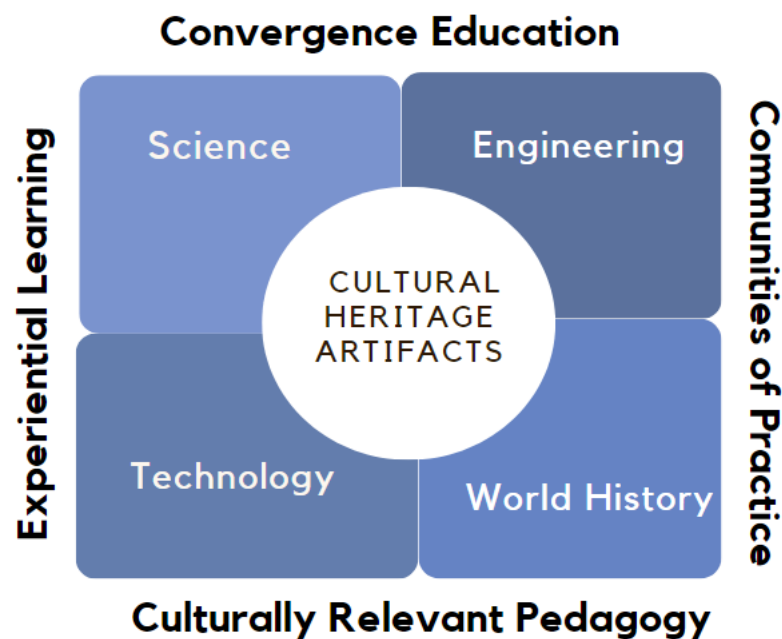 Convergence Education
Science
Engineering
Experiential Learning
CULTURAL
HERITAGE
ARTIFACTS
Communities of Practice
Technology
World History
Culturally Relevant Pedagogy